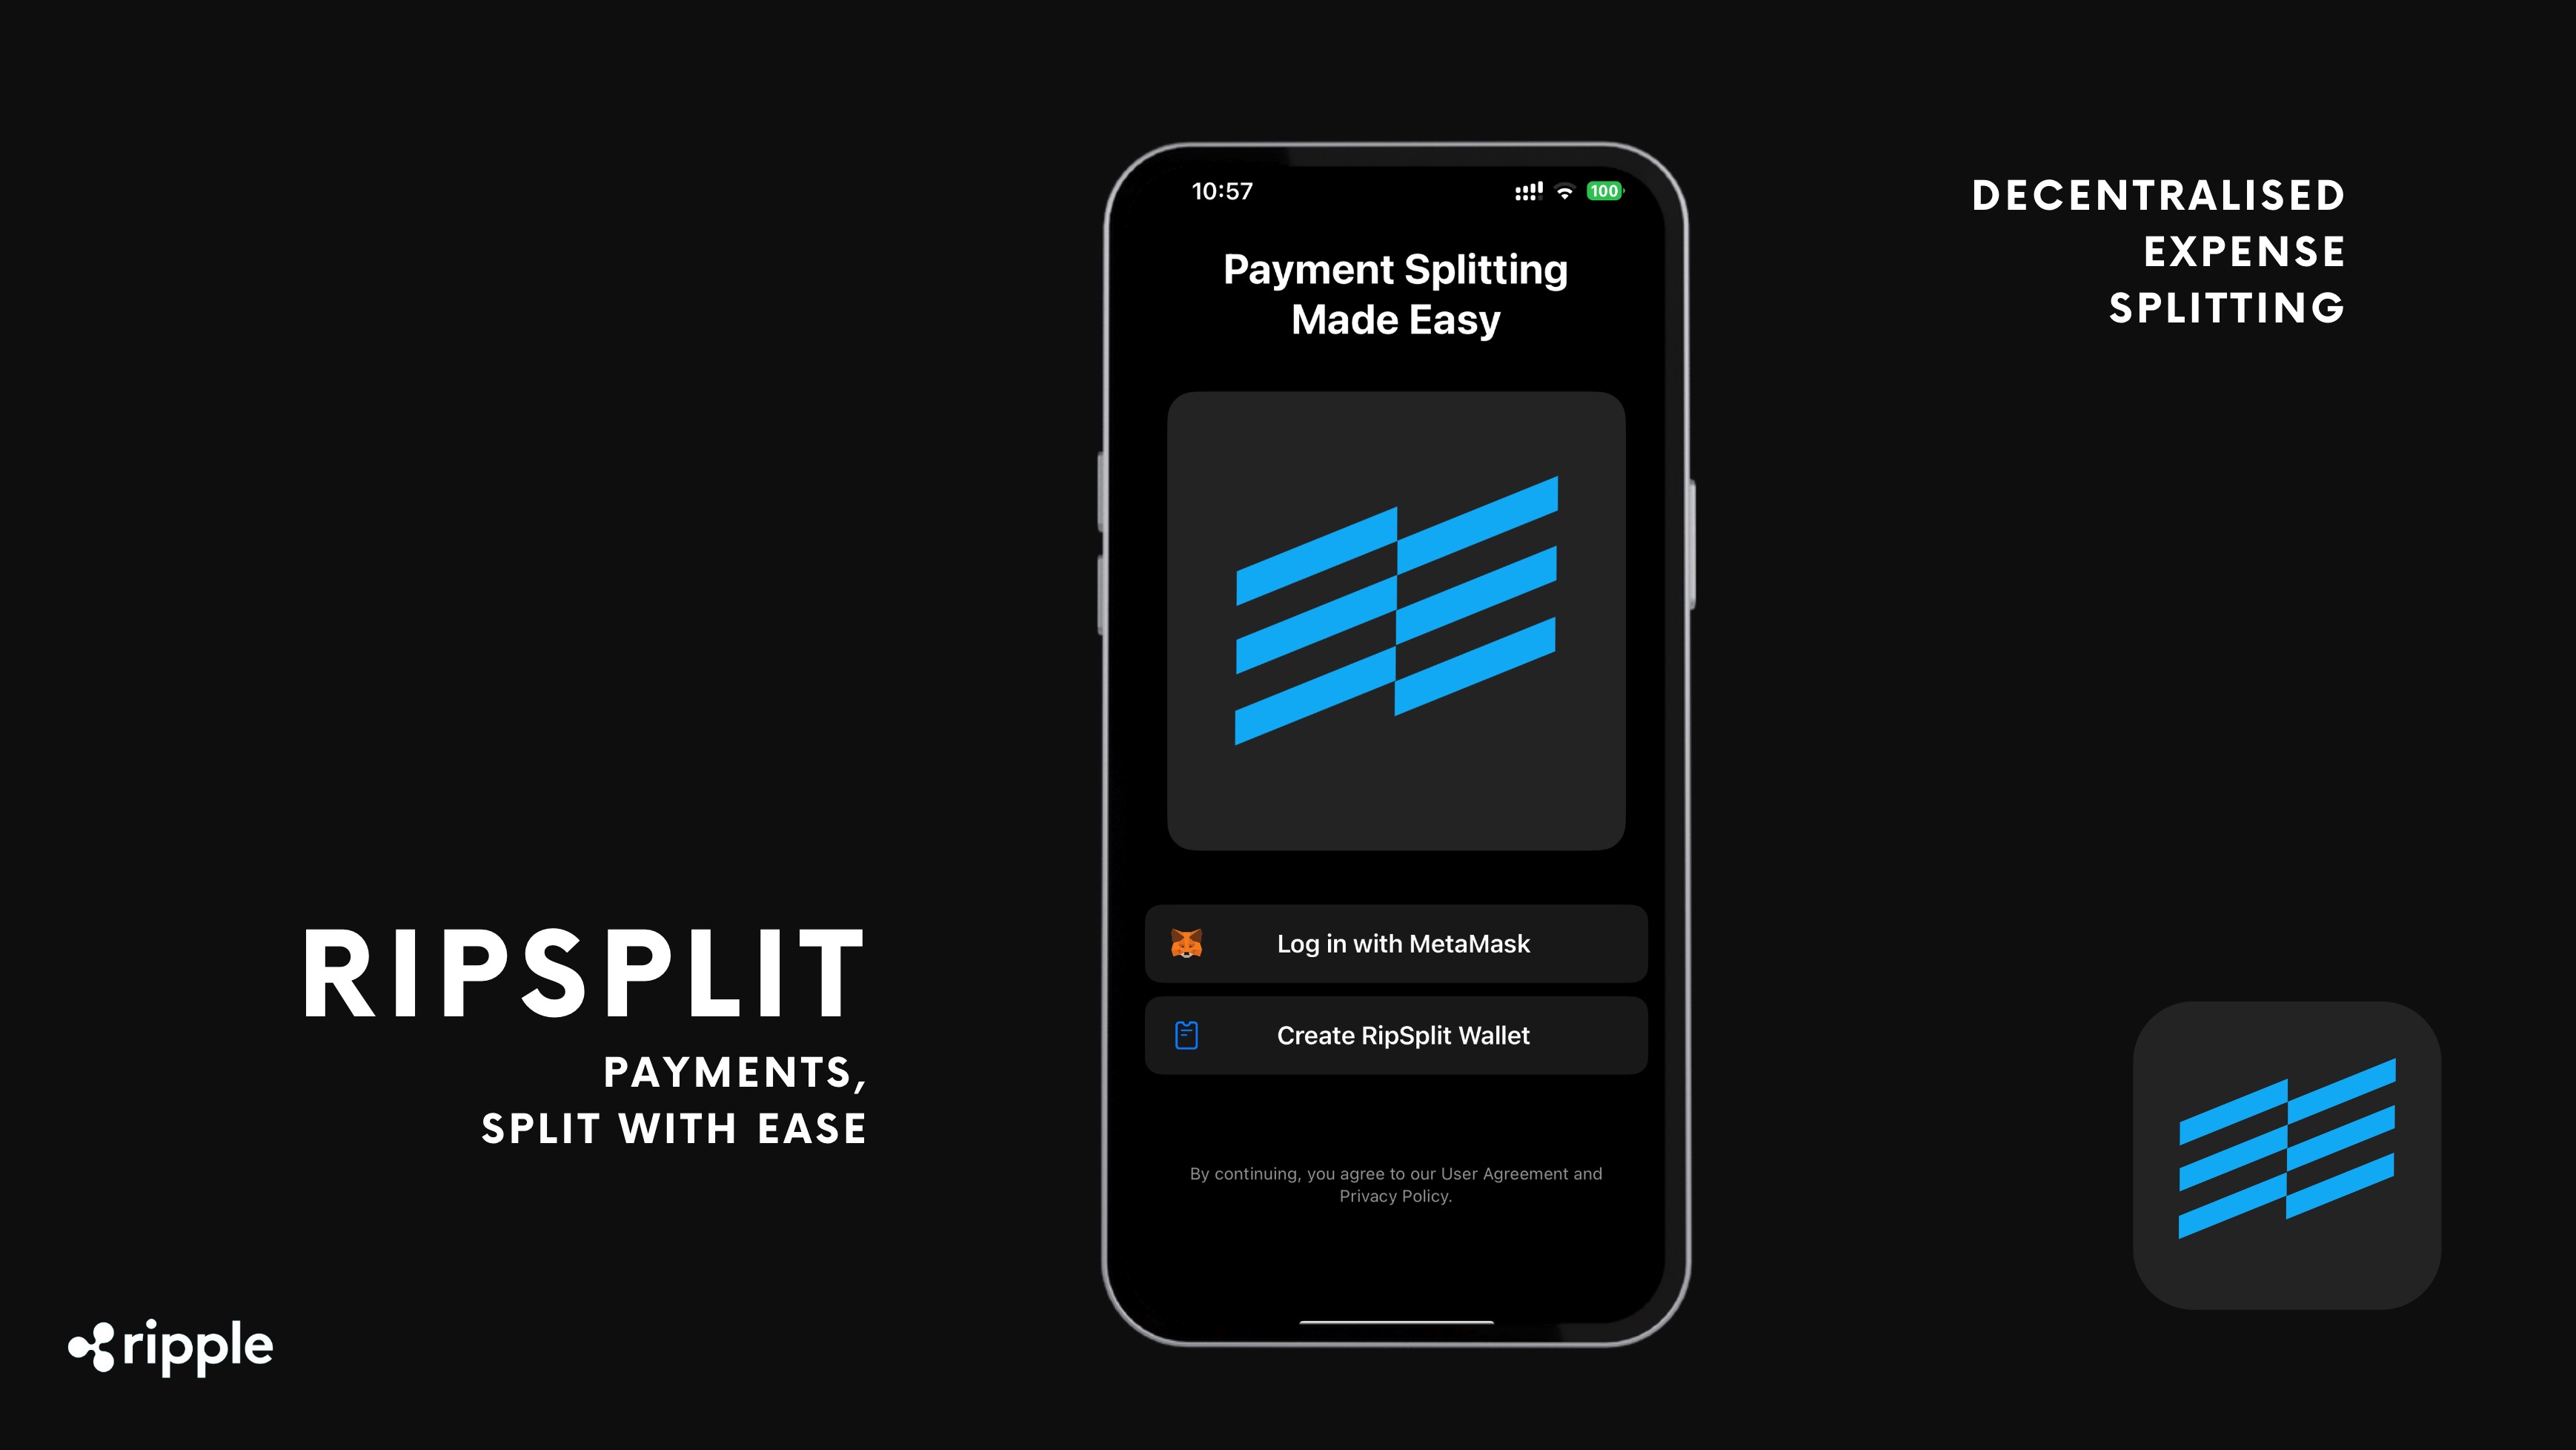 DECENTRALISED
EXPENSE
SPLITTING
10:57
100
Payment Splitting
Made Easy
Log in with MetaMask
Create RipSplit Wallet
By continuing, you agree to our User Agreement and
Privacy Policy.
RIPSPLIT
PAYMENTS,
SPLIT WITH EASE
ripple